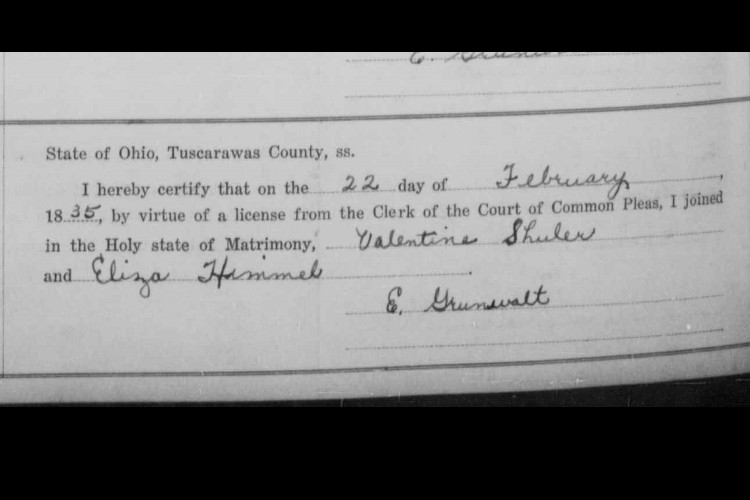 State of Ohio, Tuscarawas County, ss.
I hereby certify that on the 22 day of February,
1835, by virtue of a license from the Clerk of the Court of Common Pleas, I joined
in the Holy state of Matrimony, Valentine Shuler
and Eliza Himmel.
E. Grunewalt